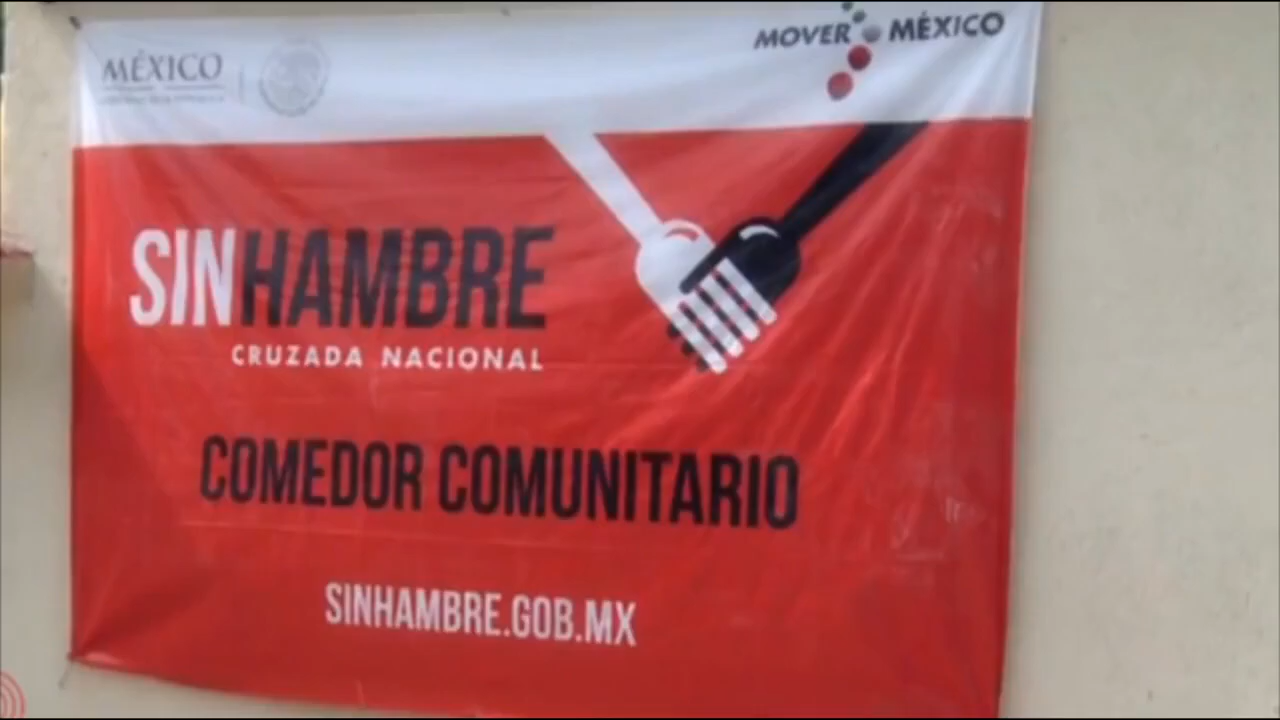 MÉXICO
MOVER A MÉXICO
SINHAMBRE
CRUZADA NACIONAL
COMEDOR COMUNITARIO
SINHAMBRE.GOB.MX